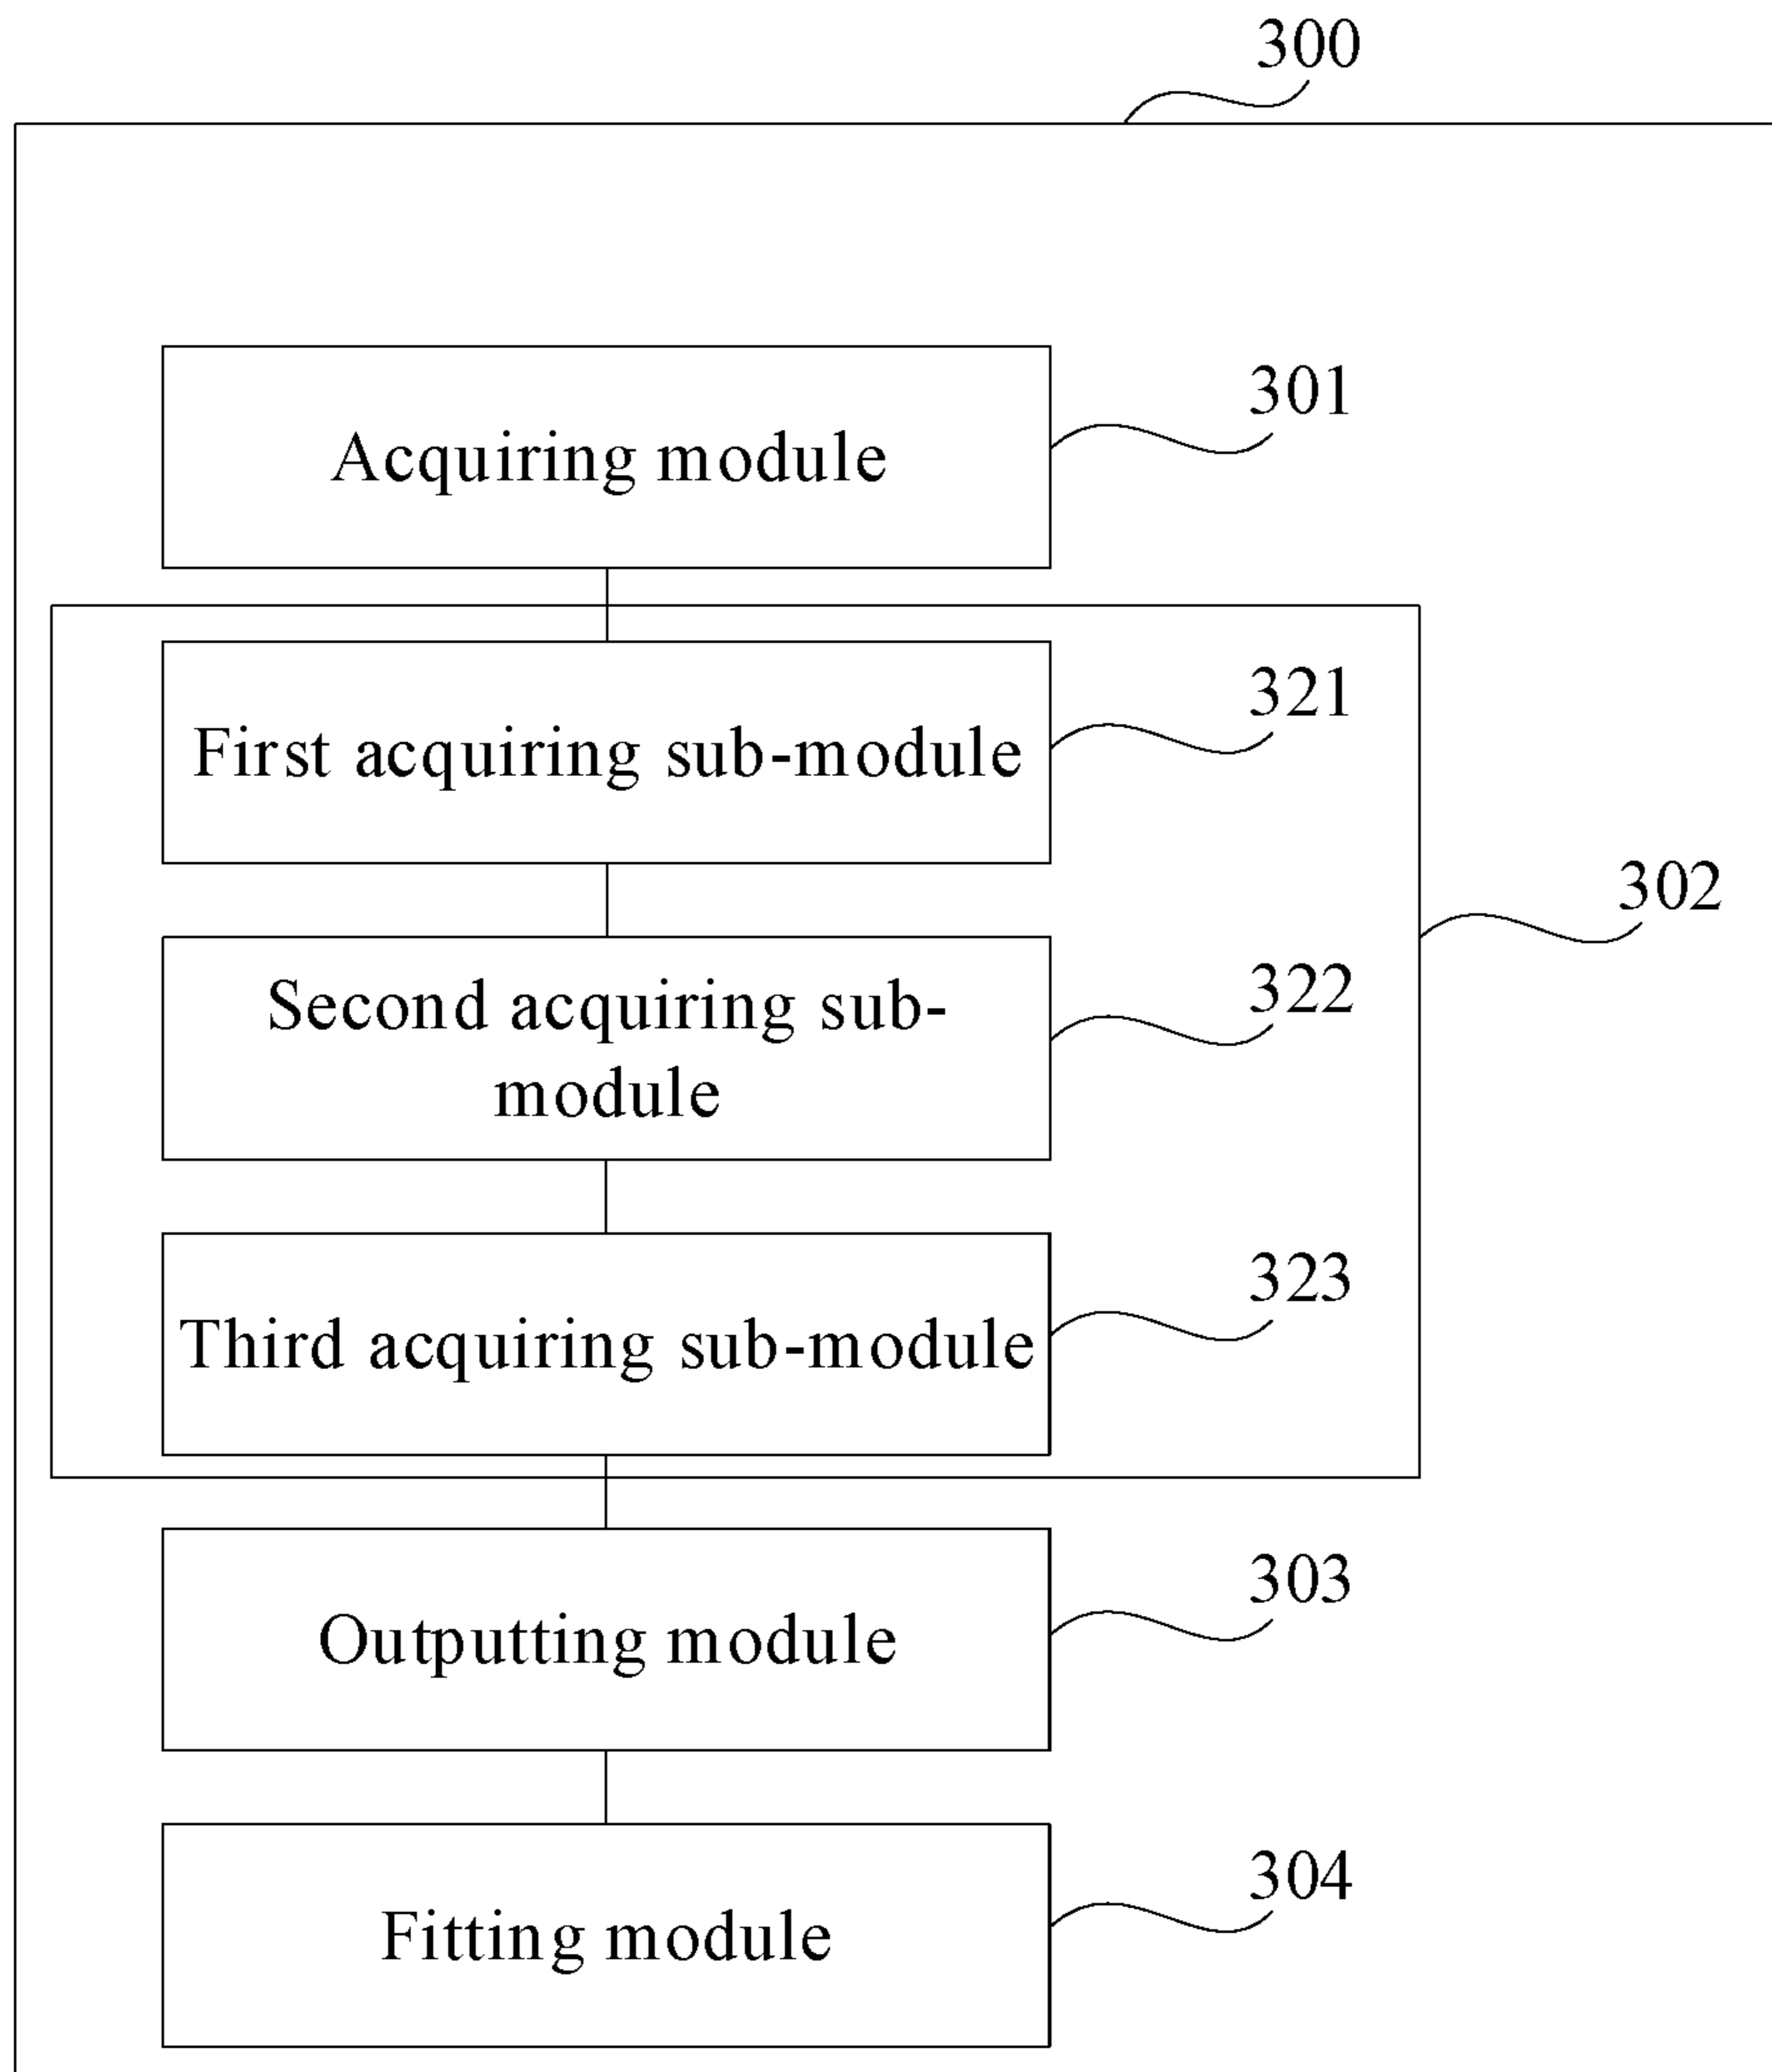 300
Acquiring module
301
First acquiring sub-module
321
302
Second acquiring sub-
module
322
Third acquiring sub-module
323
Outputting module
303
Fitting module
304